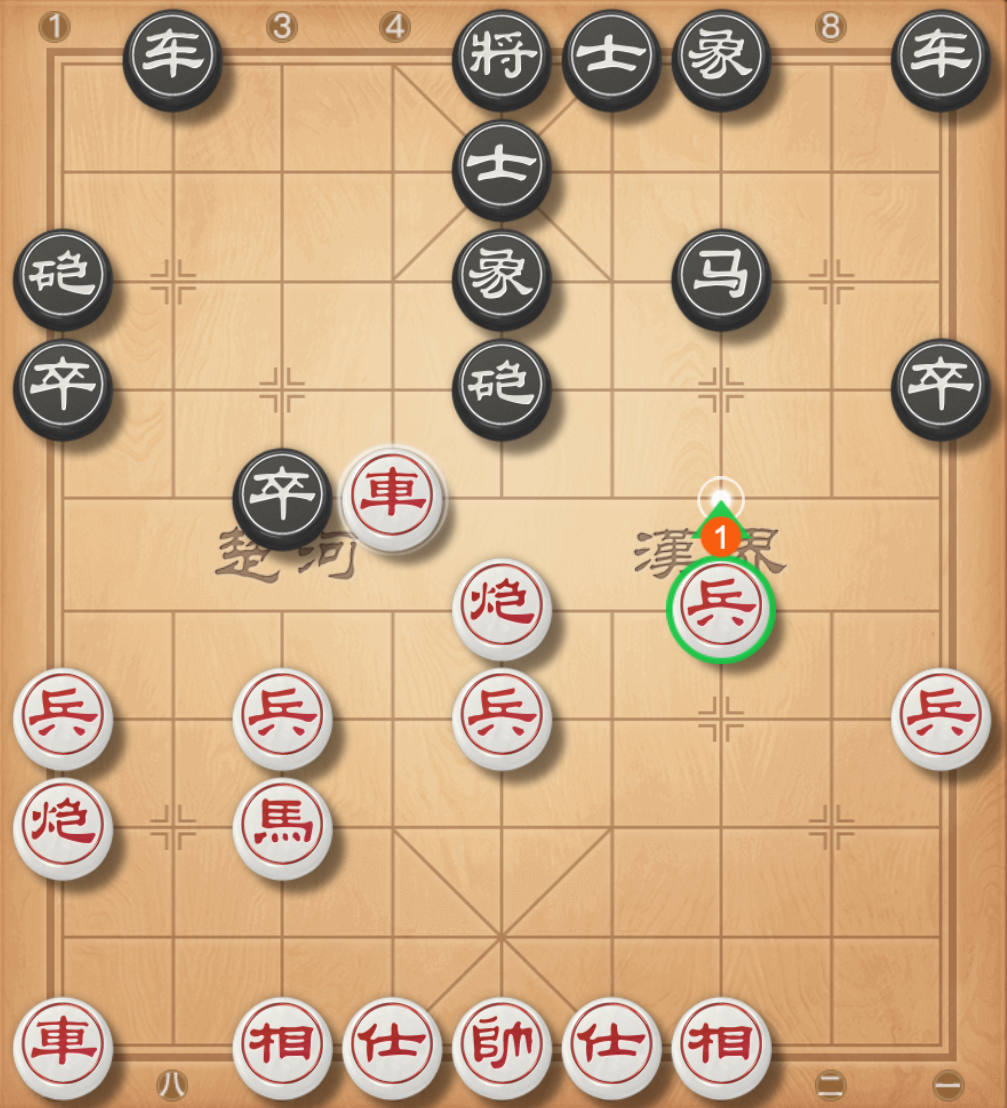 1 3 4 8
车 將 士 象 车
士
砲 象 马
卒 砲 卒
卒 車
楚河 漢界
1
炮 兵
兵 兵 兵 兵
炮 馬
車 相 仕 帥 仕 相
八 二 一